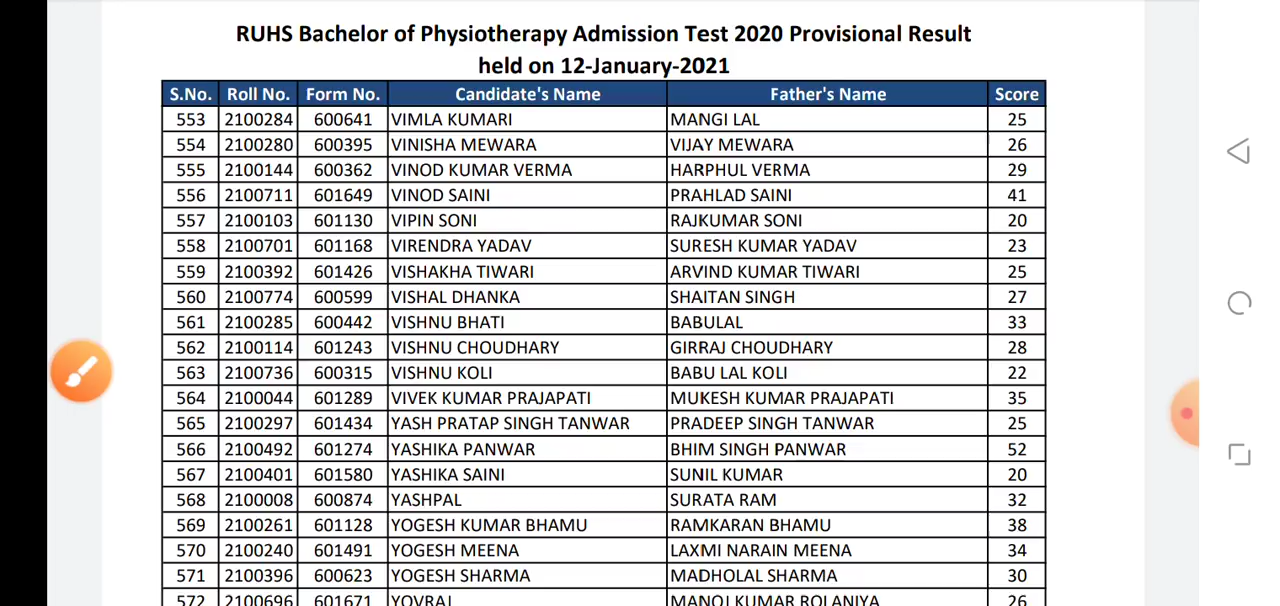 RUHS Bachelor of Physiotherapy Admission Test 2020 Provisional Result
held on 12-January-2021
S.No. Roll No. Form No. Candidate's Name Father's Name Score
553 2100284 600641 VIMLA KUMARI MANGI LAL 25
554 2100280 600395 VINISHA MEWARA VIJAY MEWARA 26
555 2100144 600362 VINOD KUMAR VERMA HARPHUL VERMA 29
556 2100711 601649 VINOD SAINI PRAHLAD SAINI 41
557 2100103 601130 VIPIN SONI RAJKUMAR SONI 20
558 2100701 601168 VIRENDRA YADAV SURESH KUMAR YADAV 23
559 2100392 601426 VISHAKHA TIWARI ARVIND KUMAR TIWARI 25
560 2100774 600599 VISHAL DHANKA SHAITAN SINGH 27
561 2100285 600442 VISHNU BHATI BABULAL 33
562 2100114 601243 VISHNU CHOUDHARY GIRRAJ CHOUDHARY 28
563 2100736 600315 VISHNU KOLI BABU LAL KOLI 22
564 2100044 601289 VIVEK KUMAR PRAJAPATI MUKESH KUMAR PRAJAPATI 35
565 2100297 601434 YASH PRATAP SINGH TANWAR PRADEEP SINGH TANWAR 25
566 2100492 601274 YASHIKA PANWAR BHIM SINGH PANWAR 52
567 2100401 601580 YASHIKA SAINI SUNIL KUMAR 20
568 2100008 600874 YASHPAL SURATA RAM 32
569 2100261 601128 YOGESH KUMAR BHAMU RAMKARAN BHAMU 38
570 2100240 601491 YOGESH MEENA LAXMI NARAIN MEENA 34
571 2100396 600623 YOGESH SHARMA MADHOLAL SHARMA 30
572 2100696 601671 YOVRAJ MANOJ KUMAR ROLANIYA 26